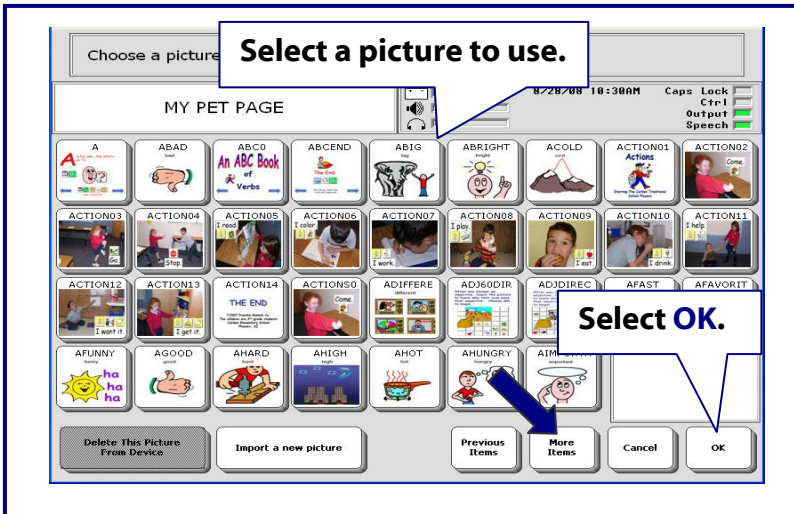 Choose a picture
Select a picture to use.
8/28/08 10:30AM
Caps Lock
Ctrl
Output
Speech
MY PET PAGE
A
ABAD
ABC0
ABCEND
ABIG
ABRIGHT
ACOLD
ACTION01
ACTION02
bad
An ABC Book
of
Verbs
The End
big
bright
cold
Actions
Come.
ACTION03
ACTION04
ACTION05
ACTION06
ACTION07
ACTION08
ACTION09
ACTION10
ACTION11
Go.
Stop.
I read.
I color.
I work.
I play.
I eat.
I drink.
I help.
ACTION12
ACTION13
ACTION14
ACTIONS0
ADIFFERE
ADJ60DIR
ADJDIREC
AFAST
AFAVORIT
I want it.
I get it.
THE END
Come.
different
Select OK.
AFUNNY
AGOOD
AHARD
AHIGH
AHOT
AHUNGRY
funny
good
hard
high
hot
hungry
important
ha
ha
ha
Delete This Picture
From Device
Import a new picture
Previous
Items
More
Items
Cancel
OK